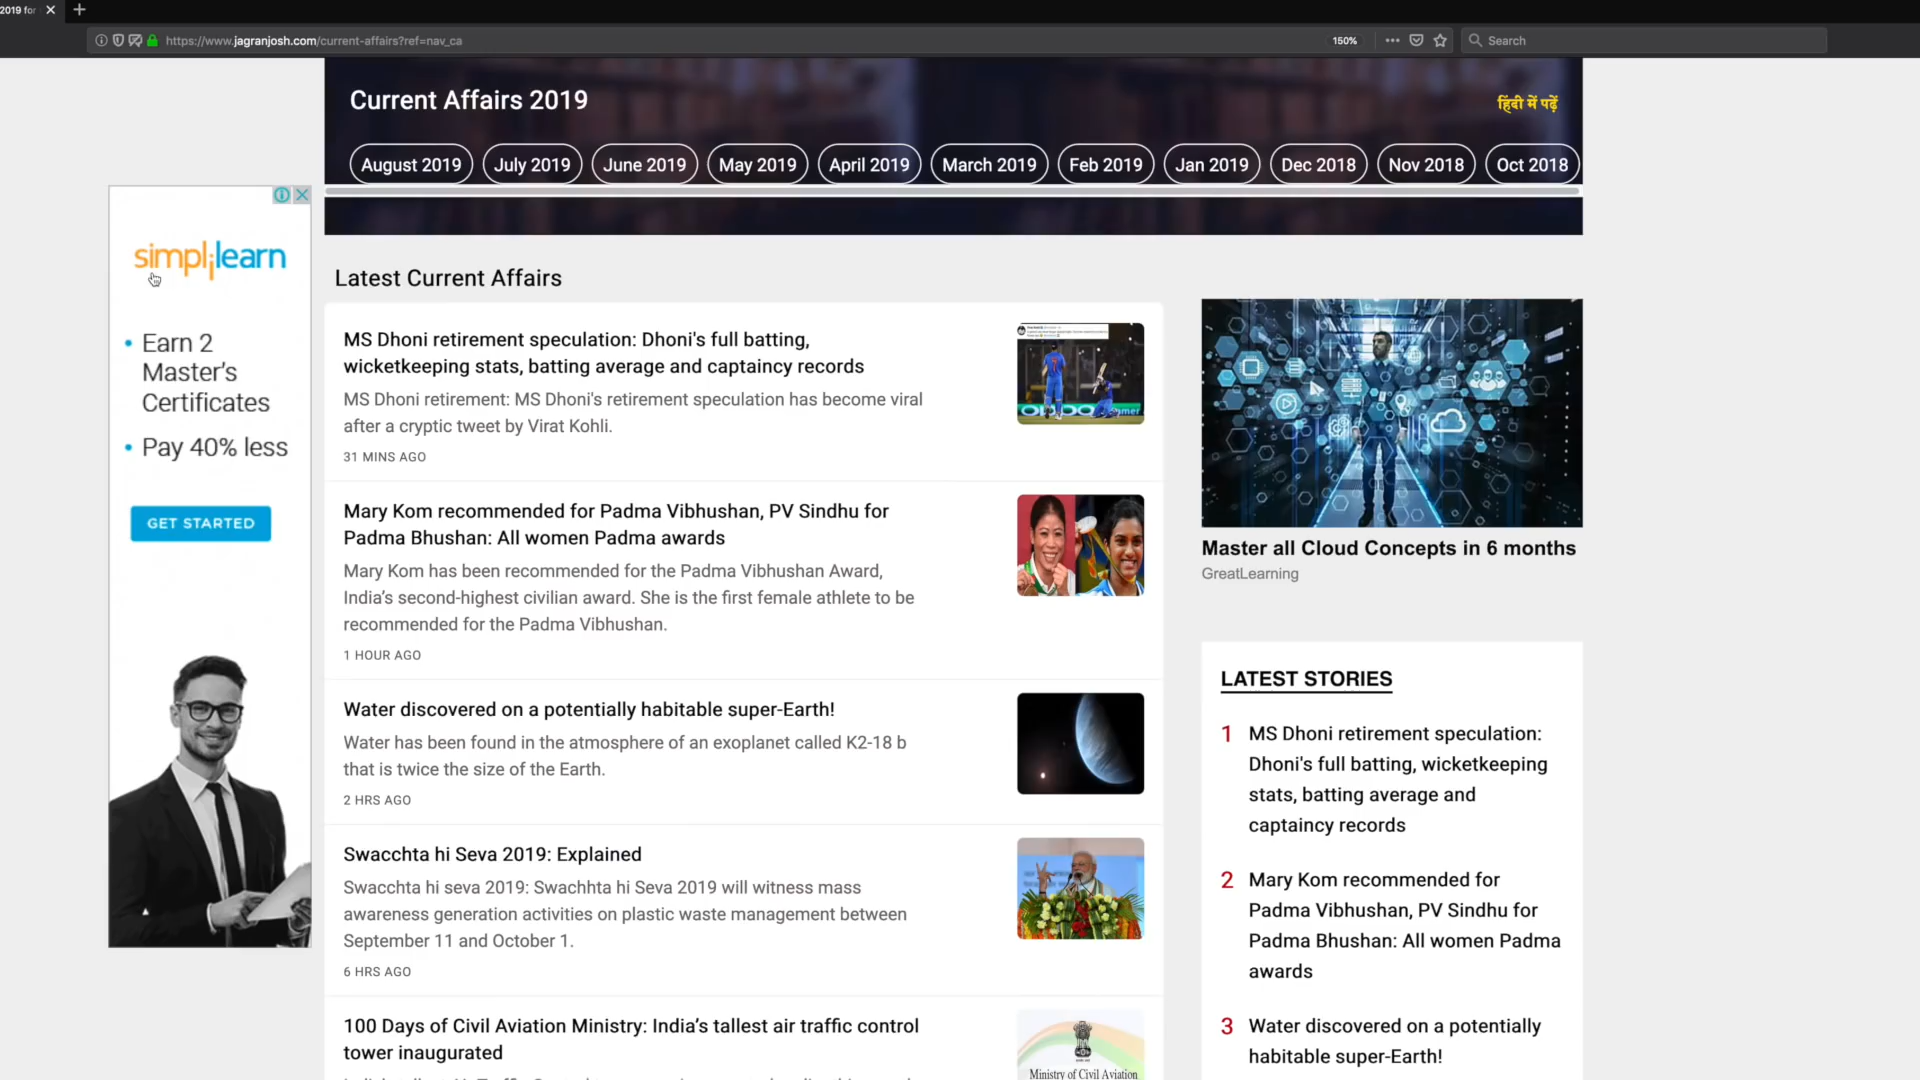 2019 for
https://www.jagranjosh.com/current-affairs?ref=nav_ca
150%
Search
Current Affairs 2019
हिंदी में पढ़ें
August 2019
July 2019
June 2019
May 2019
April 2019
March 2019
Feb 2019
Jan 2019
Dec 2018
Nov 2018
Oct 2018
simplilearn
Earn 2
Master's
Certificates
Pay 40% less
GET STARTED
Latest Current Affairs
MS Dhoni retirement speculation: Dhoni's full batting,
wicketkeeping stats, batting average and captaincy records
MS Dhoni retirement: MS Dhoni's retirement speculation has become viral
after a cryptic tweet by Virat Kohli.
31 MINS AGO
Mary Kom recommended for Padma Vibhushan, PV Sindhu for
Padma Bhushan: All women Padma awards
Mary Kom has been recommended for the Padma Vibhushan Award,
India's second-highest civilian award. She is the first female athlete to be
recommended for the Padma Vibhushan.
1 HOUR AGO
Water discovered on a potentially habitable super-Earth!
Water has been found in the atmosphere of an exoplanet called K2-18 b
that is twice the size of the Earth.
2 HRS AGO
Swacchta hi Seva 2019: Explained
Swacchta hi seva 2019: Swachhta hi Seva 2019 will witness mass
awareness generation activities on plastic waste management between
September 11 and October 1.
6 HRS AGO
100 Days of Civil Aviation Ministry: India's tallest air traffic control
tower inaugurated
Ministry of Civil Aviation
Master all Cloud Concepts in 6 months
GreatLearning
LATEST STORIES
1 MS Dhoni retirement speculation:
Dhoni's full batting, wicketkeeping
stats, batting average and
captaincy records
2 Mary Kom recommended for
Padma Vibhushan, PV Sindhu for
Padma Bhushan: All women Padma
awards
3 Water discovered on a potentially
habitable super-Earth!